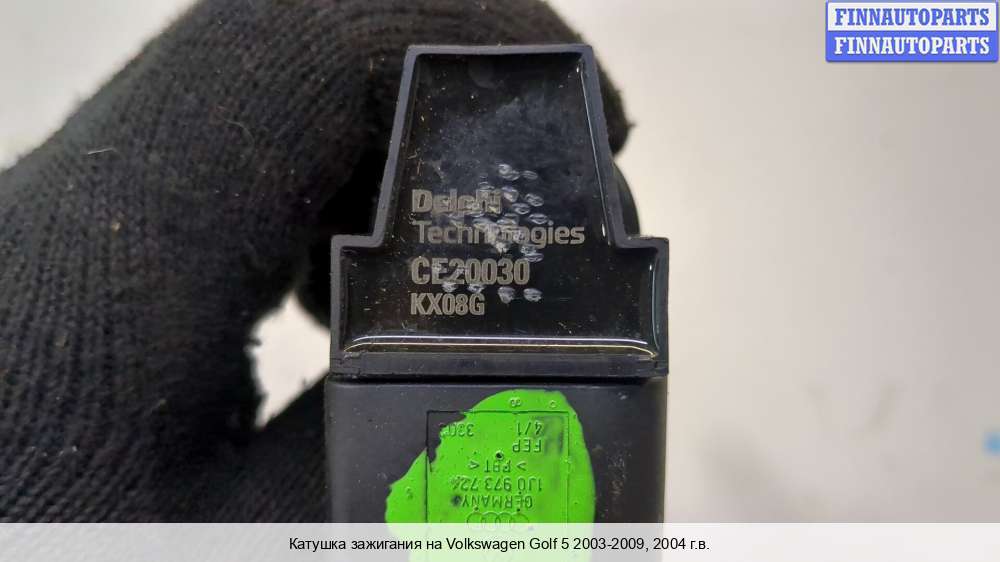 FINNAUTOPARTS
FINNAUTOPARTS
Delphi
Technologies
CE20030
KX08G
4/1
FEP
> PBT <
1J0 973 724
GERMANY
Катушка зажигания на Volkswagen Golf 5 2003-2009, 2004 г.в.